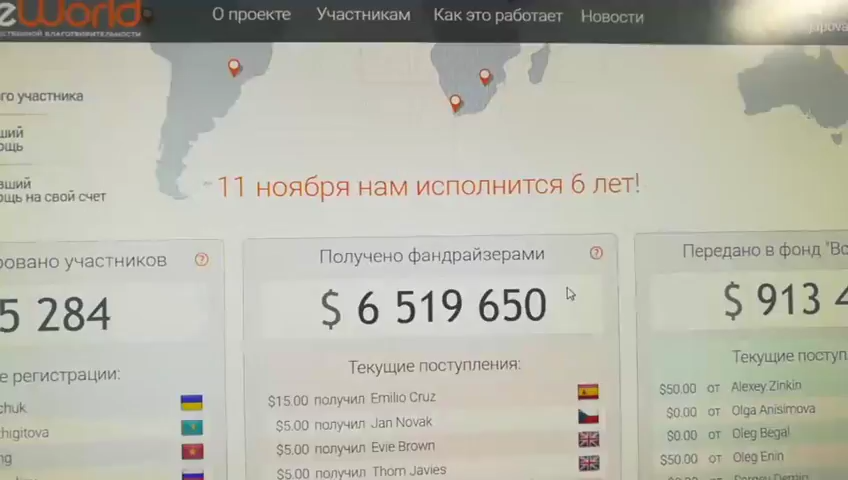 eWorld
О проекте Участникам Как это работает Новости
ЕСТВЕННОЙ БЛАГОТВОРИТЕЛЬНОСТИ
го участника
ший
ощь
вший
ощь на свой счет
11 ноября нам исполнится 6 лет!
ровано участников
5 284
е регистрации:
chuk
zhigitova
ng
Получено фандрайзерами
$ 6 519 650
Текущие поступления:
$15.00 получил Emilio Cruz
$5.00 получил Jan Novak
$5.00 получил Evie Brown
$5.00 получил Thom Javies
Передано в фонд "Во
$ 913 4
Текущие поступл
$50.00 от Alexey Zinkin
$0.00 от Olga Anisimova
$0.00 от Oleg Begal
$50.00 от Oleg Enin